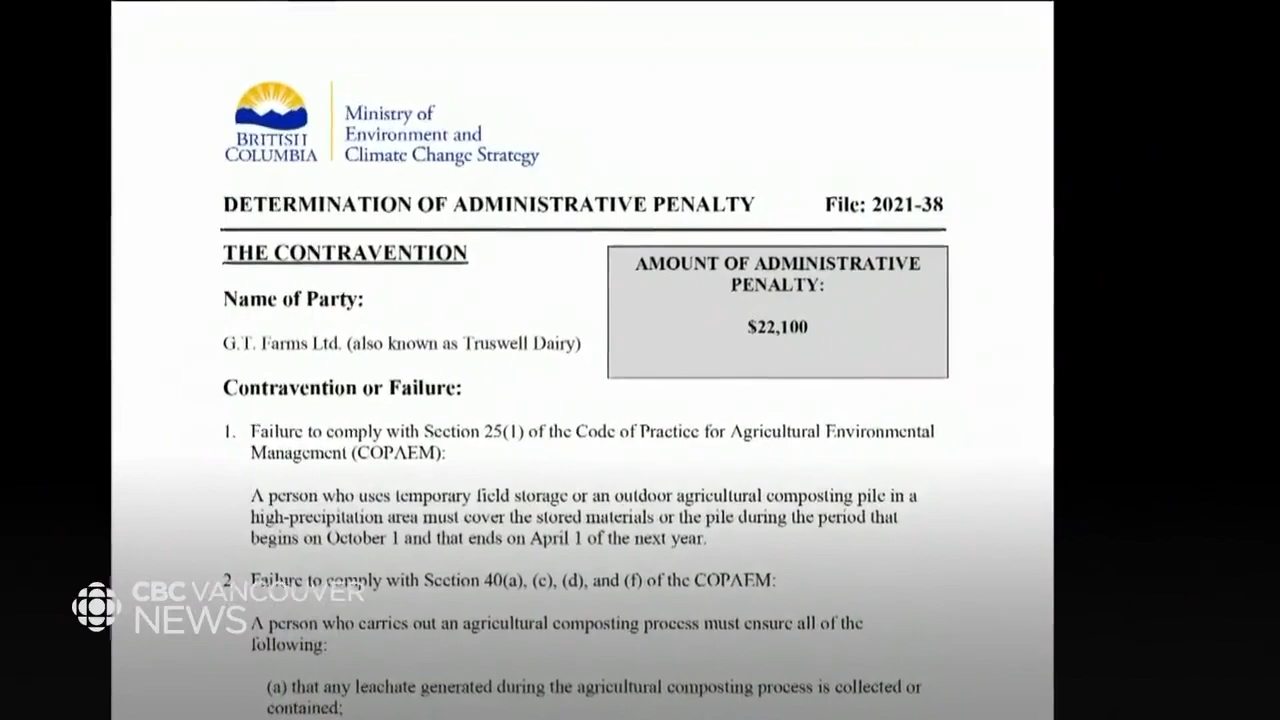 BRITISH
COLUMBIA
Ministry of
Environment and
Climate Change Strategy
DETERMINATION OF ADMINISTRATIVE PENALTY File: 2021-38
THE CONTRAVENTION
AMOUNT OF ADMINISTRATIVE
PENALTY:
$22,100
Name of Party:
G.T. Farms Ltd. (also known as Truswell Dairy)
Contravention or Failure:
1. Failure to comply with Section 25(1) of the Code of Practice for Agricultural Environmental
Management (COPAEM):
A person who uses temporary field storage or an outdoor agricultural composting pile in a
high-precipitation area must cover the stored materials or the pile during the period that
begins on October 1 and that ends on April 1 of the next year.
2. Failure to comply with Section 40(a), (c), (d), and (f) of the COPAEM:
A person who carries out an agricultural composting process must ensure all of the
following:
(a) that any leachate generated during the agricultural composting process is collected or
contained;
CBC VANCOUVER
NEWS